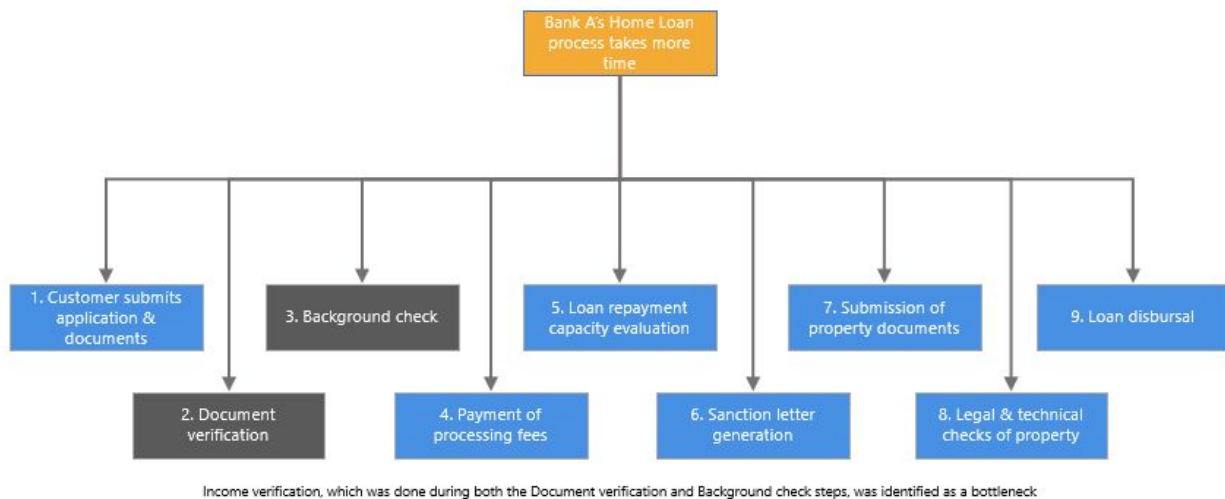 Bank A's Home Loan
process takes more
time
1. Customer submits
application &
documents
2. Document
verification
3. Background check
4. Payment of
processing fees
5. Loan repayment
capacity evaluation
6. Sanction letter
generation
7. Submission of
property documents
8. Legal & technical
checks of property
9. Loan disbursal
Income verification, which was done during both the Document verification and Background check steps, was identified as a bottleneck